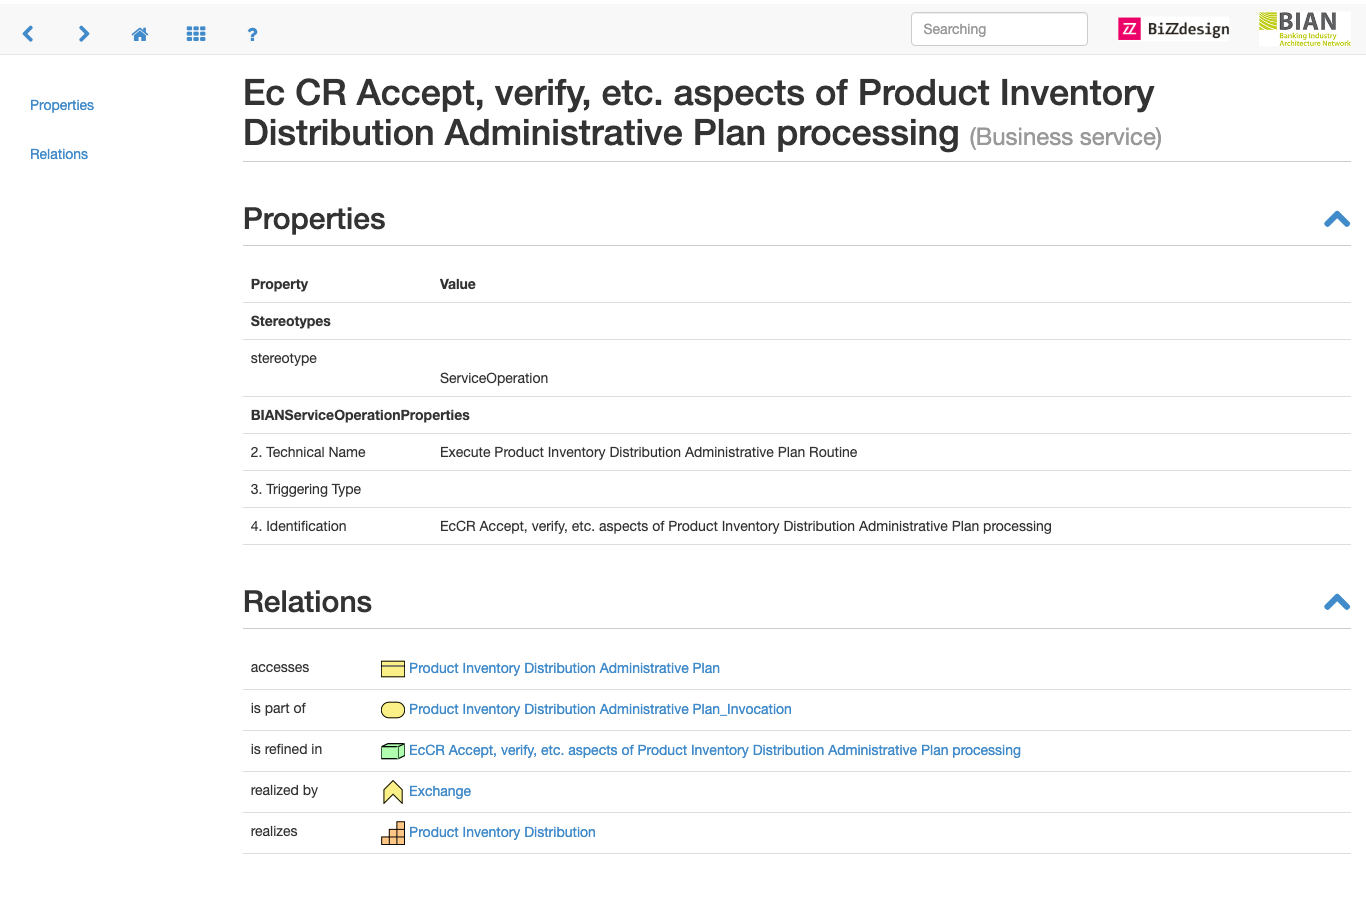 ?
Searching
BiZZdesign
BIAN
Banking Industry
Architecture Network
Properties
Relations
Ec CR Accept, verify, etc. aspects of Product Inventory
Distribution Administrative Plan processing (Business service)
Properties
Property Value
Stereotypes
stereotype
ServiceOperation
BIANServiceOperationProperties
2. Technical Name Execute Product Inventory Distribution Administrative Plan Routine
3. Triggering Type
4. Identification EcCR Accept, verify, etc. aspects of Product Inventory Distribution Administrative Plan processing
Relations
accesses Product Inventory Distribution Administrative Plan
is part of Product Inventory Distribution Administrative Plan_Invocation
is refined in EcCR Accept, verify, etc. aspects of Product Inventory Distribution Administrative Plan processing
realized by Exchange
realizes Product Inventory Distribution